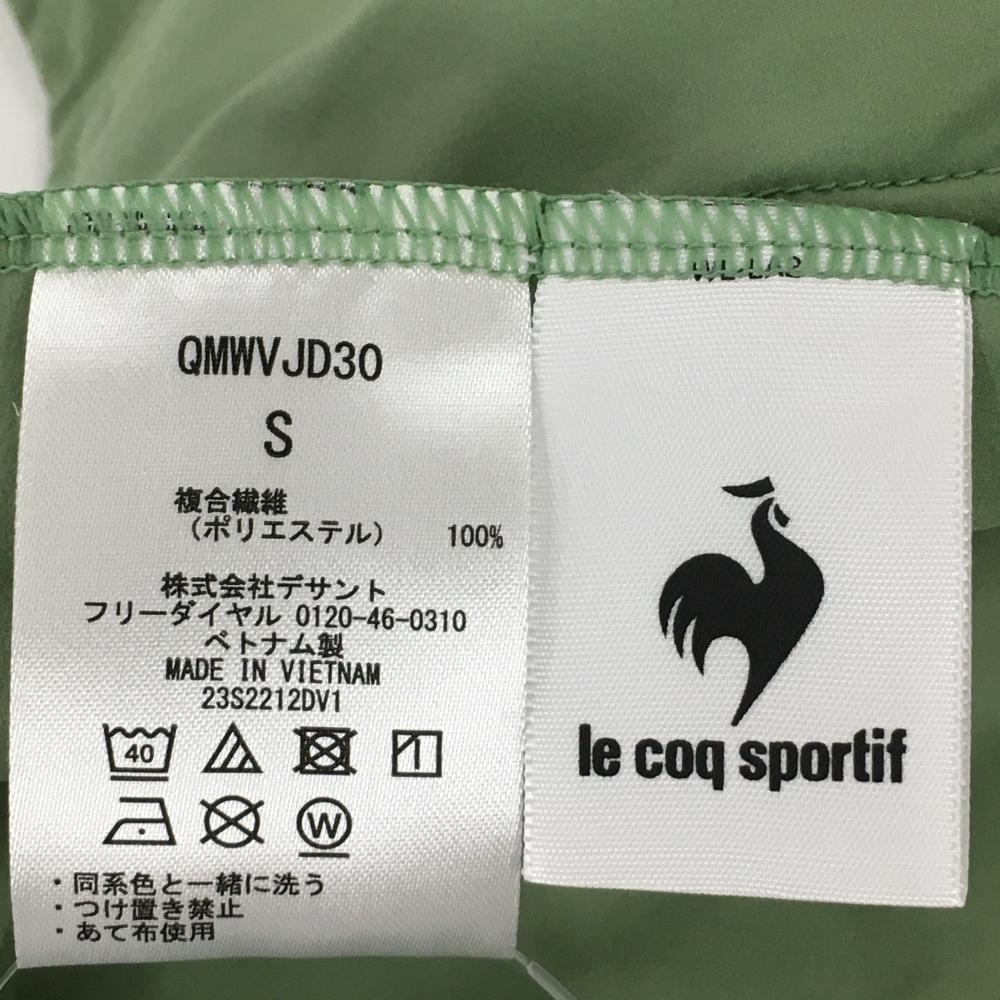 QMWVJD30
S
複合繊維
（ポリエステル） 100%
株式会社デサント
フリーダイヤル 0120-46-0310
ベトナム製
MADE IN VIETNAM
23S2212DV1
40
W
・同系色と一緒に洗う
・つけ置き禁止
・あて布使用
le coq sportif